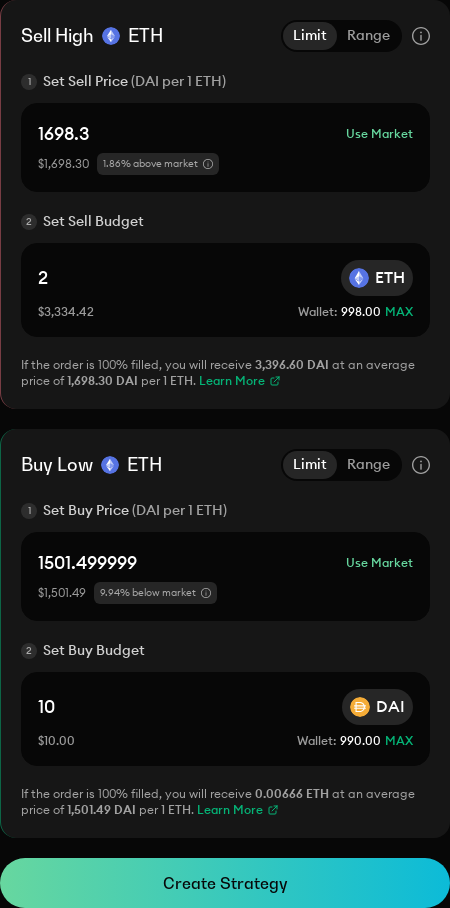 Sell High ETH Limit Range
1 Set Sell Price (DAI per 1 ETH)
1698.3 Use Market
$1,698.30 1.86% above market
2 Set Sell Budget
2 ETH
$3,334.42 Wallet: 998.00 MAX
If the order is 100% filled, you will receive 3,396.60 DAI at an average
price of 1,698.30 DAI per 1 ETH. Learn More
Buy Low ETH Limit Range
1 Set Buy Price (DAI per 1 ETH)
1501.499999 Use Market
$1,501.49 9.94% below market
2 Set Buy Budget
10 DAI
$10.00 Wallet: 990.00 MAX
If the order is 100% filled, you will receive 0.00666 ETH at an average
price of 1,501.49 DAI per 1 ETH. Learn More
Create Strategy